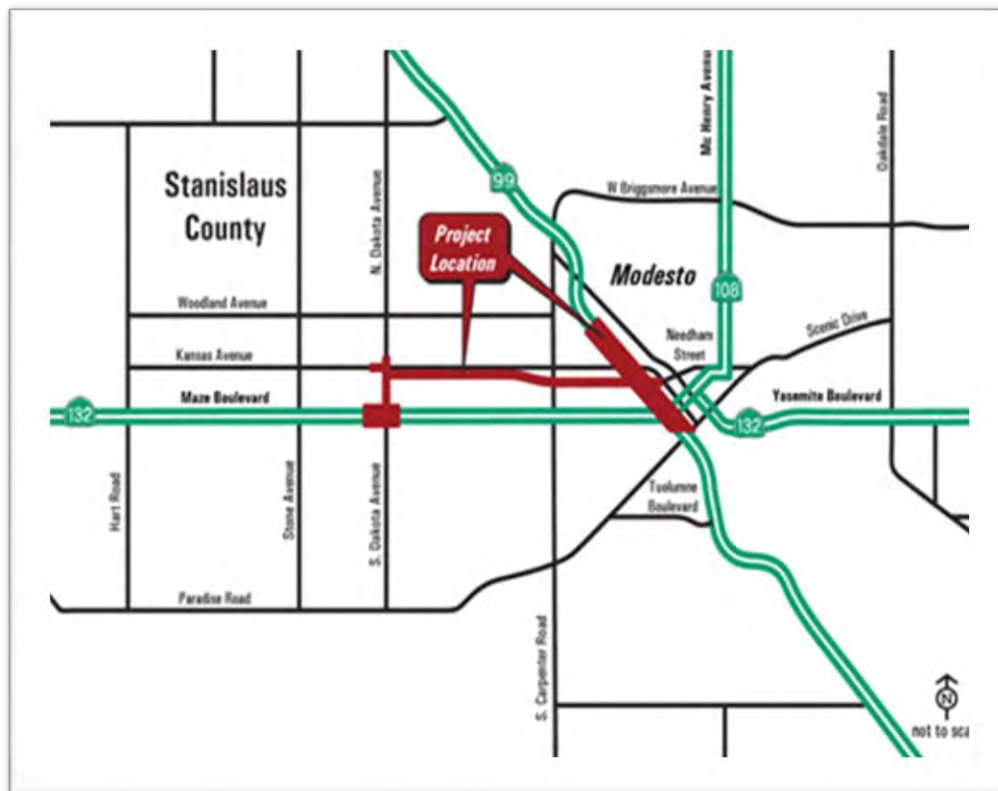 Mc Henry Avenu
Oakdale Road
99
Stanislaus
County
N. Dakota Avenue
W Briggsmore Avenue
Project
Location
Modesto
108
Woodland Avenue
Needham
Street
Scenic Drive
Kansas Avenue
Maze Boulevard
Yosemite Boulevard
132
132
Hart Road
Stone Avenue
S. Dakota Avenue
Tuolumne
Boulevard
Paradise Road
S. Carpenter Road
N
not to sca